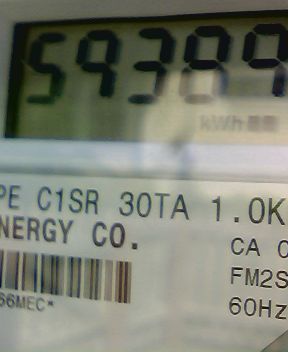 59389
kWh
PE C1SR 30TA 1.0K
NERGY CO.
CA
FM2S
66MEC*
60Hz